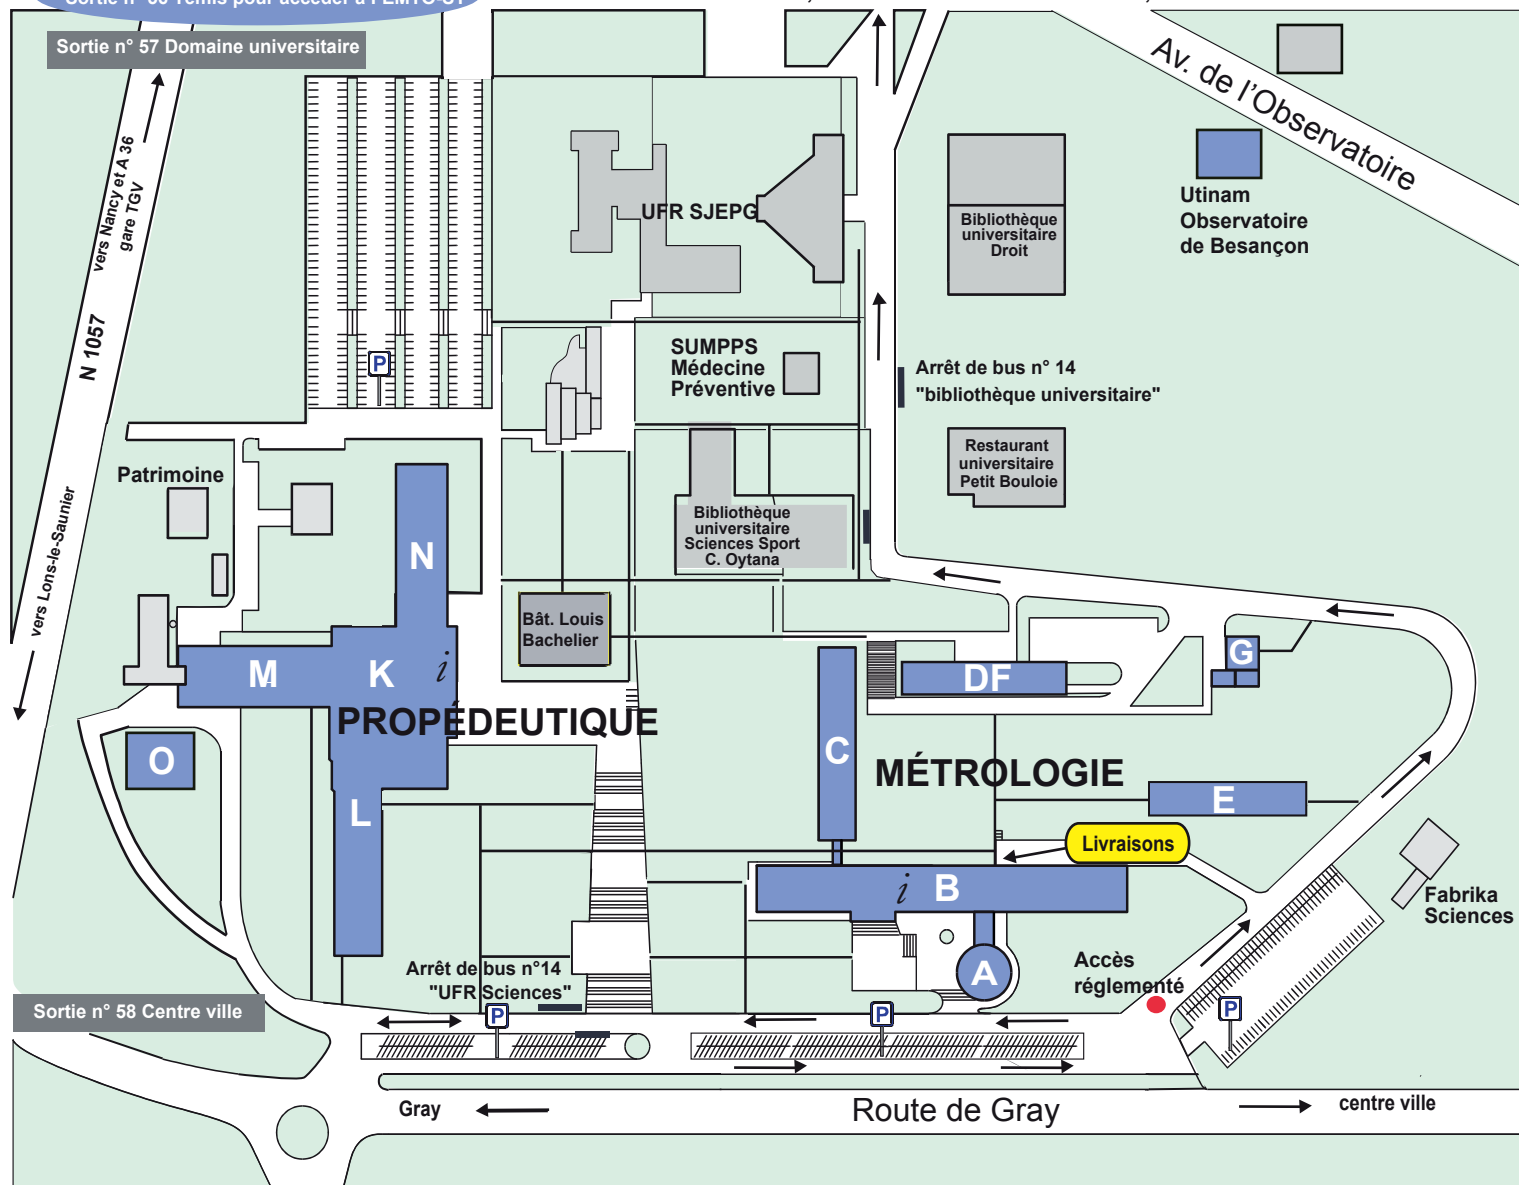 Sortie n° 57 Domaine universitaire
Av. de l'Observatoire
vers Nancy et A 36
gare TGV
N 1057
vers Lons-le-Saunier
UFR SJEPG
Bibliothèque
universitaire
Droit
Utinam
Observatoire
de Besançon
P
SUMPPS
Médecine
Préventive
Arrêt de bus n° 14
"bibliothèque universitaire"
Restaurant
universitaire
Petit Bouloie
Patrimoine
Bibliothèque
universitaire
Sciences Sport
C. Oytana
N
Bât. Louis
Bachelier
M
K
i
G
DF
PROPÉDEUTIQUE
O
C
MÉTROLOGIE
L
E
Livraisons
i
B
Fabrika
Sciences
A
Accès
réglementé
Arrêt de bus n°14
"UFR Sciences"
Sortie n° 58 Centre ville
P
P
P
Gray
Route de Gray
centre ville